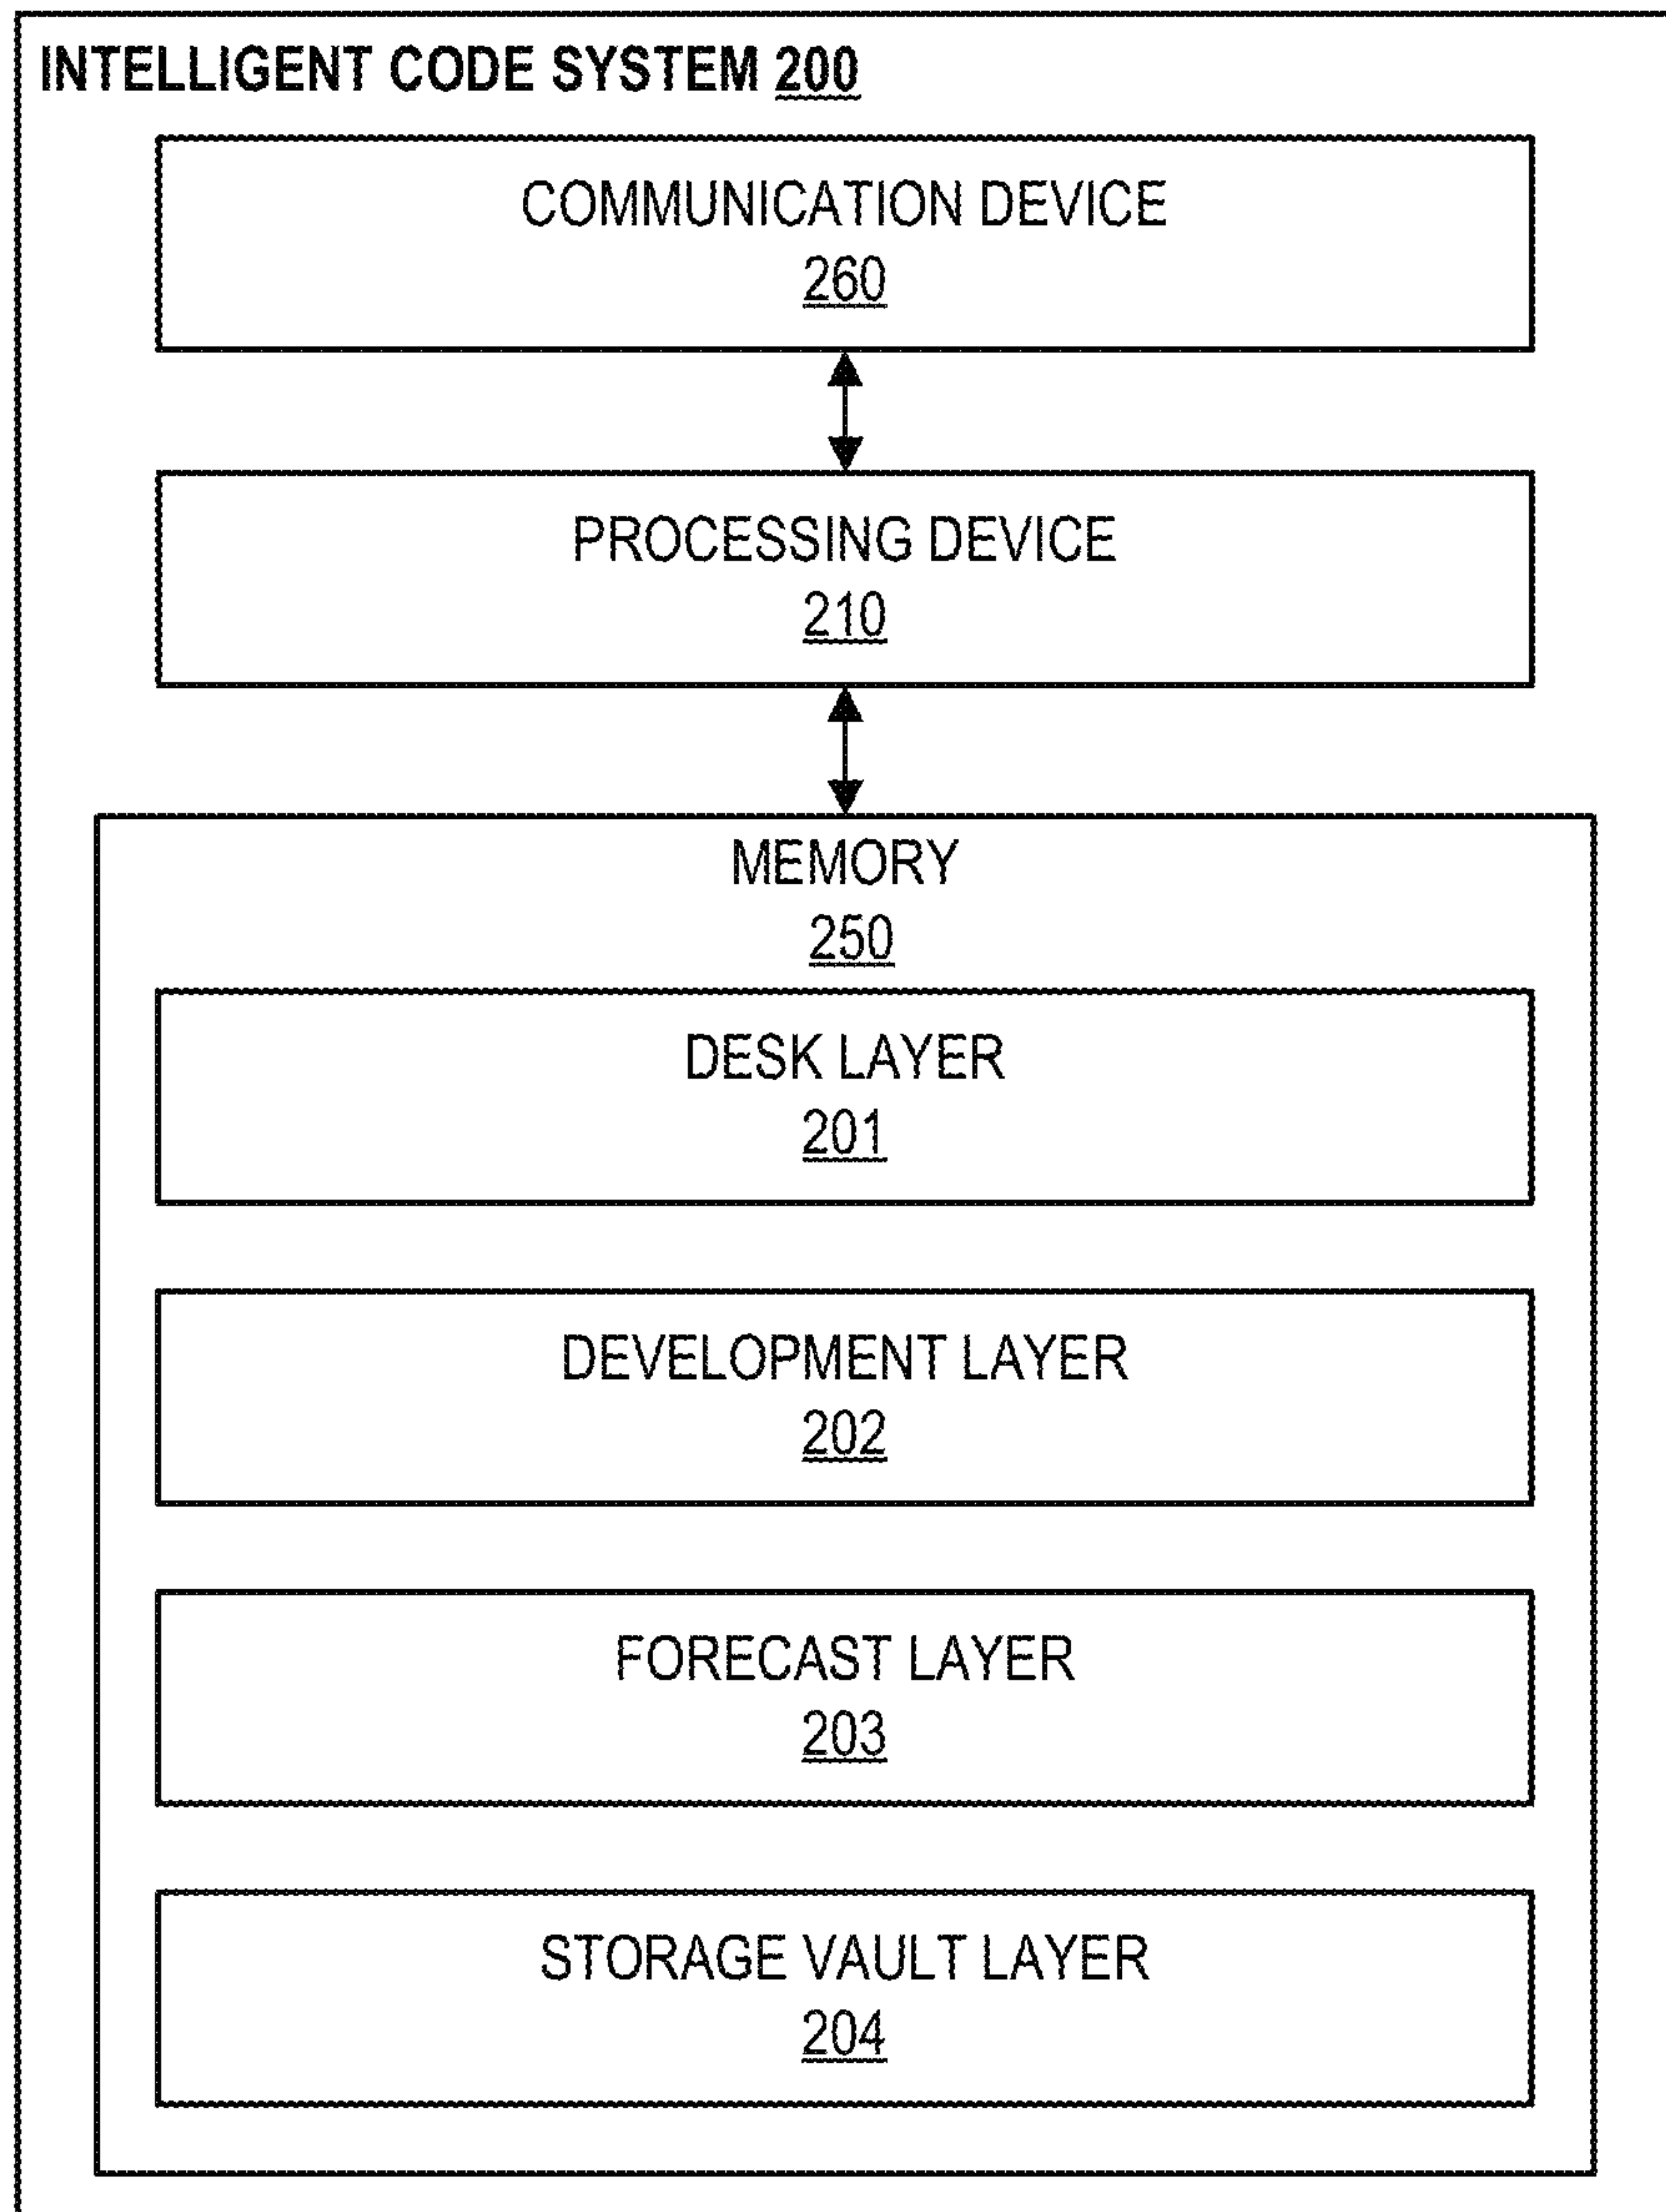 INTELLIGENT CODE SYSTEM 200
COMMUNICATION DEVICE
260
PROCESSING DEVICE
210
MEMORY
250
DESK LAYER
201
DEVELOPMENT LAYER
202
FORECAST LAYER
203
STORAGE VAULT LAYER
204